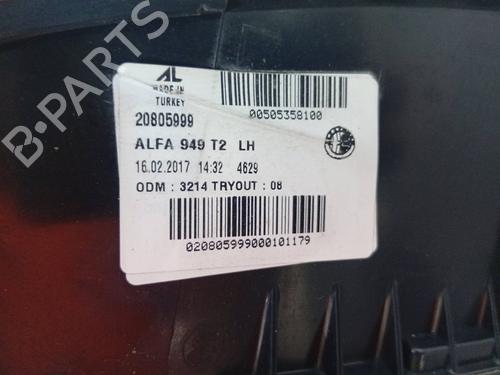 AL
MADE IN
TURKEY
00505358100
20805999
ALFA 949 T2 LH
16.02.2017 14:32 4629
ODM : 3214 TRYOUT : 08
020805999000101179
B-PARTS